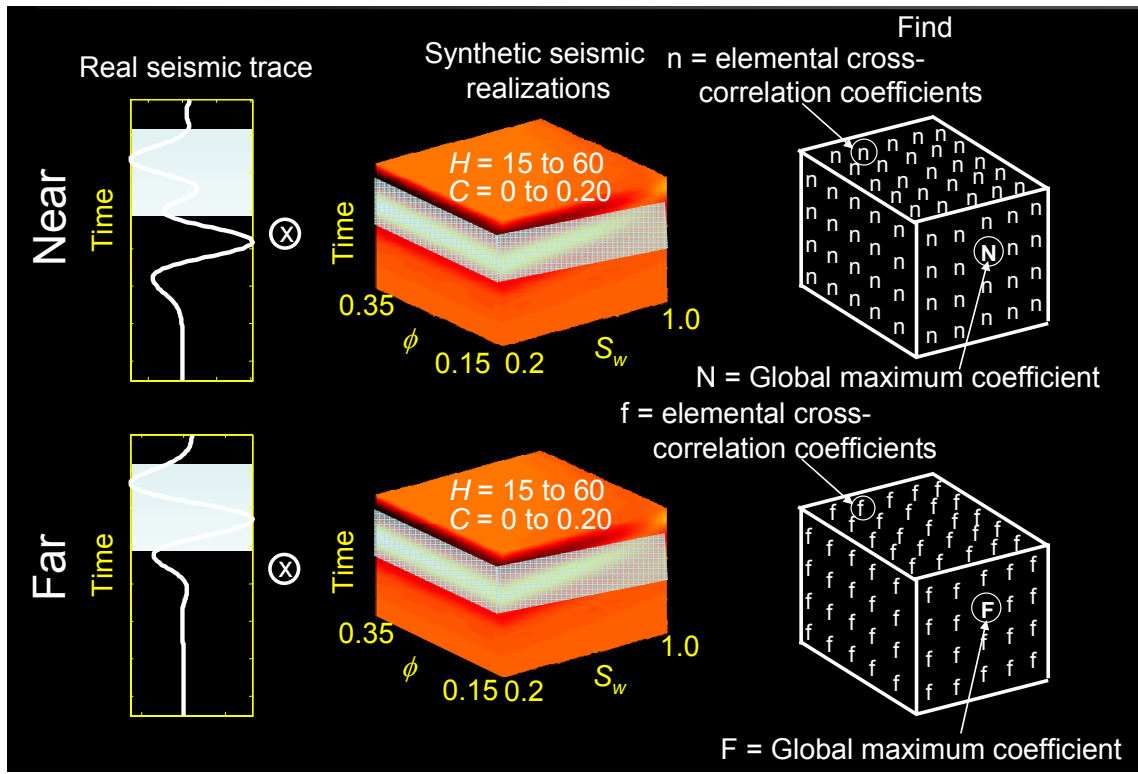 Find
Real seismic trace
Synthetic seismic
realizations
n = elemental cross-
correlation coefficients
Near
Time
x
Time
H = 15 to 60
C = 0 to 0.20
0.35
ϕ
0.15
0.2
S_w
1.0
n n n n n n n n n n n n n n n n n n n n
N
N = Global maximum coefficient
f = elemental cross-
correlation coefficients
Far
Time
x
Time
H = 15 to 60
C = 0 to 0.20
0.35
ϕ
0.15
0.2
S_w
1.0
f f f f f f f f f f f f f f f f f f f f
F
F = Global maximum coefficient